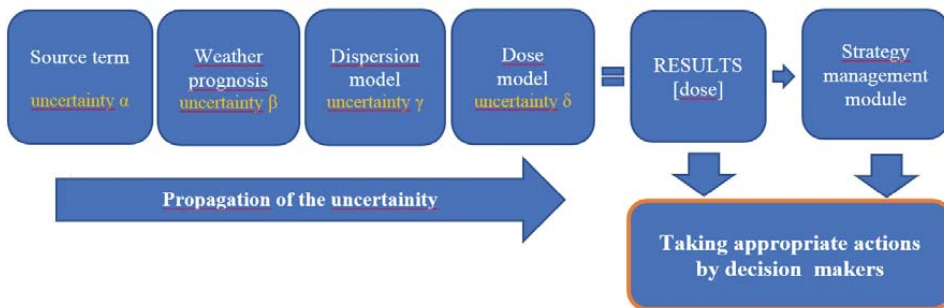 Source term
uncertainty α
Weather
prognosis
uncertainty β
Dispersion
model
uncertainty γ
Dose
model
uncertainty δ
=
RESULTS
[dose]
Strategy
management
module
Propagation of the uncertainity
Taking appropriate actions
by decision makers